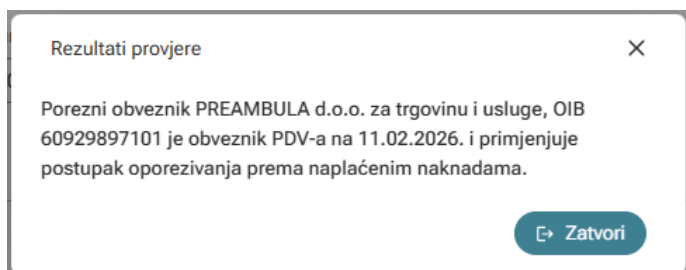 Rezultati provjere
Porezni obveznik PREAMBULA d.o.o. za trgovinu i usluge, OIB
60929897101 je obveznik PDV-a na 11.02.2026. i primjenjuje
postupak oporezivanja prema naplaćenim naknadama.
Zatvori